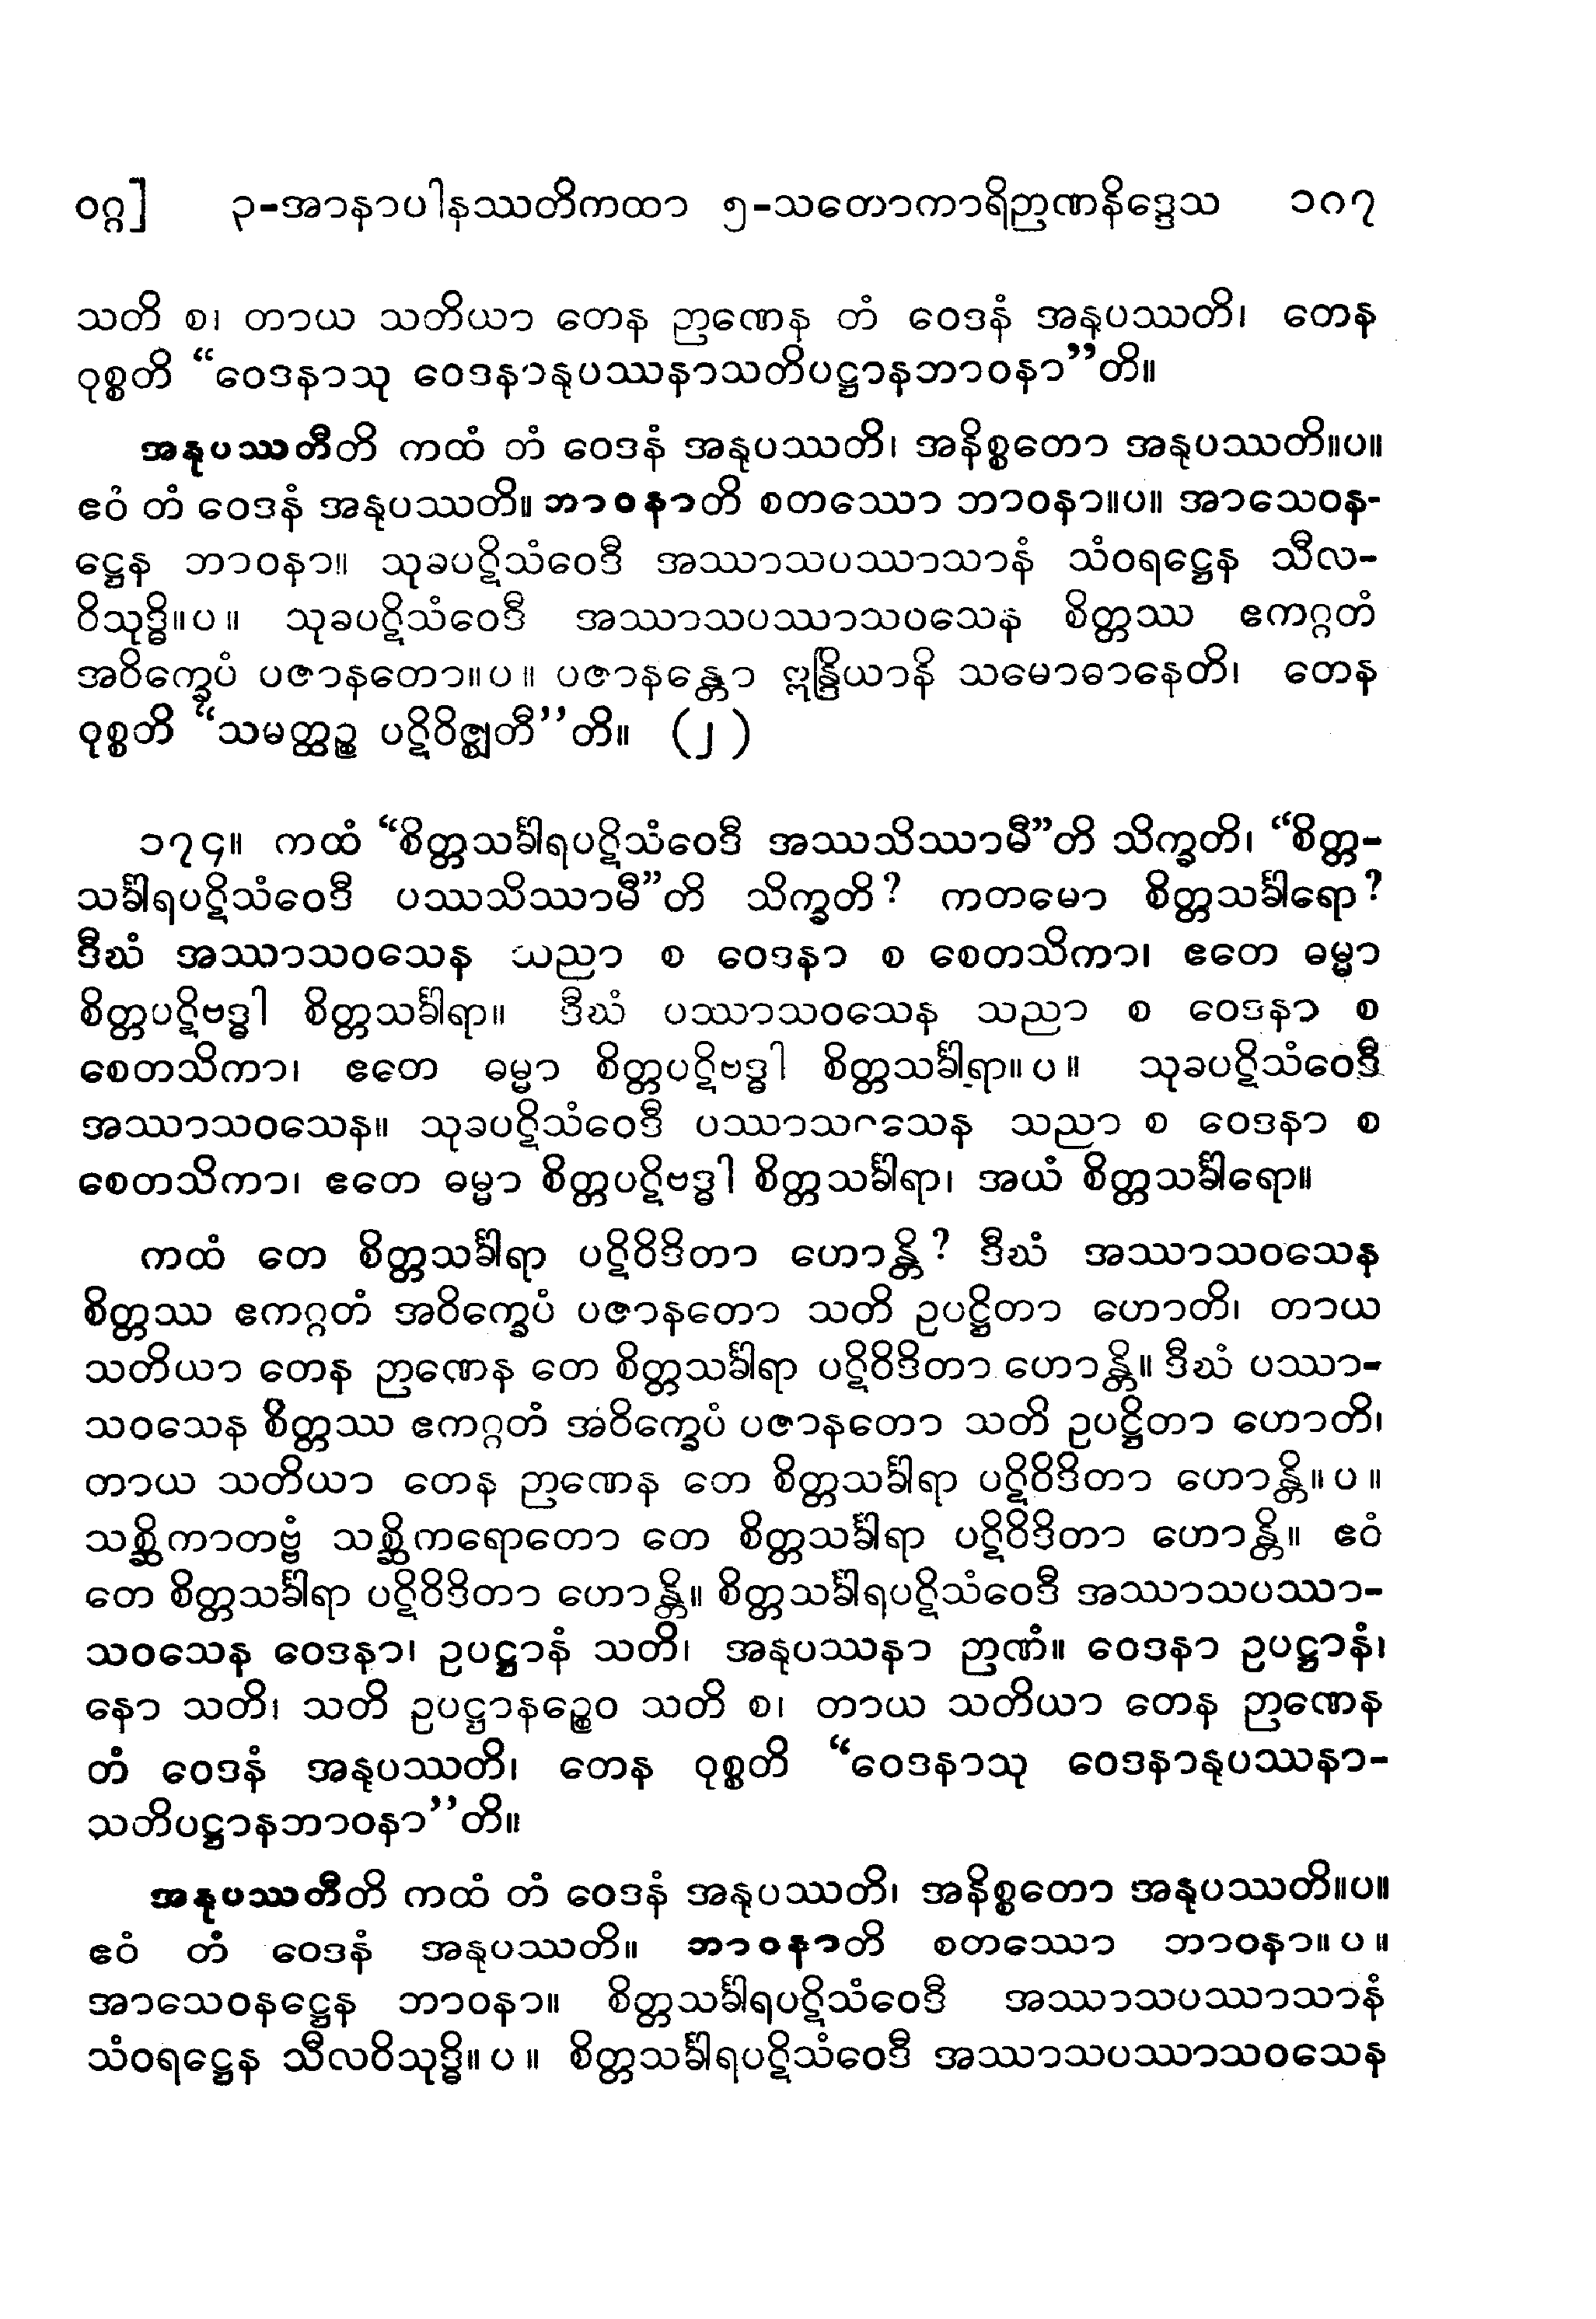 ဝဂ္ဂ] ၃-အာနာပါနဿတိကထာ ၅-သတောကာရိဉာဏနိဒ္ဒေသ ၁၈၇
သတိ စ၊ တာယ သတိယာ တေန ဉာဏေန တံ ဝေဒနံ အနုပဿတိ၊ တေန
ဝုစ္စတိ “ဝေဒနာသု ဝေဒနာနုပဿနာသတိပဋ္ဌာနဘာဝနာ”တိ။
အနုပဿတီတိ ကထံ တံ ဝေဒနံ အနုပဿတိ၊ အနိစ္စတော အနုပဿတိ။ပ။
ဧဝံ တံ ဝေဒနံ အနုပဿတိ။ ဘာဝနာတိ စတဿော ဘာဝနာ။ပ။ အာသေဝန-
ဋ္ဌေန ဘာဝနာ။ သုခပဋိသံဝေဒီ အဿာသပဿာသာနံ သံဝရဋ္ဌေန သီလ-
ဝိသုဒ္ဓိ။ပ။ သုခပဋိသံဝေဒီ အဿာသပဿာသဝသေန စိတ္တဿ ဧကဂ္ဂတံ
အဝိက္ခေပံ ပဇာနတော။ပ။ ပဇာနန္တော ဣန္ဒြိယာနိ သမောဓာနေတိ၊ တေန
ဝုစ္စတိ “သမတ္ထဉ္စ ပဋိဝိဇ္ဈတီ”တိ။ (၂)
၁၇၄။ ကထံ “စိတ္တသင်္ခါရပဋိသံဝေဒီ အဿသိဿာမီ”တိ သိက္ခတိ၊ “စိတ္တ-
သင်္ခါရပဋိသံဝေဒီ ပဿသိဿာမီ”တိ သိက္ခတိ? ကတမော စိတ္တသင်္ခါရော?
ဒီဃံ အဿာသဝသေန သညာ စ ဝေဒနာ စ စေတသိကာ၊ ဧတေ ဓမ္မာ
စိတ္တပဋိဗဒ္ဓါ စိတ္တသင်္ခါရာ။ ဒီဃံ ပဿာသဝသေန သညာ စ ဝေဒနာ စ
စေတသိကာ၊ ဧတေ ဓမ္မာ စိတ္တပဋိဗဒ္ဓါ စိတ္တသင်္ခါရာ။ပ။ သုခပဋိသံဝေဒီ
အဿာသဝသေန။ သုခပဋိသံဝေဒီ ပဿာသဝသေန သညာ စ ဝေဒနာ စ
စေတသိကာ၊ ဧတေ ဓမ္မာ စိတ္တပဋိဗဒ္ဓါ စိတ္တသင်္ခါရာ၊ အယံ စိတ္တသင်္ခါရော။
ကထံ တေ စိတ္တသင်္ခါရာ ပဋိဝိဒိတာ ဟောန္တိ? ဒီဃံ အဿာသဝသေန
စိတ္တဿ ဧကဂ္ဂတံ အဝိက္ခေပံ ပဇာနတော သတိ ဥပဋ္ဌိတာ ဟောတိ၊ တာယ
သတိယာ တေန ဉာဏေန တေ စိတ္တသင်္ခါရာ ပဋိဝိဒိတာ ဟောန္တိ။ ဒီဃံ ပဿာ-
သဝသေန စိတ္တဿ ဧကဂ္ဂတံ အဝိက္ခေပံ ပဇာနတော သတိ ဥပဋ္ဌိတာ ဟောတိ၊
တာယ သတိယာ တေန ဉာဏေန တေ စိတ္တသင်္ခါရာ ပဋိဝိဒိတာ ဟောန္တိ။ပ။
သစ္ဆိကာတဗ္ဗံ သစ္ဆိကရောတော တေ စိတ္တသင်္ခါရာ ပဋိဝိဒိတာ ဟောန္တိ။ ဧဝံ
တေ စိတ္တသင်္ခါရာ ပဋိဝိဒိတာ ဟောန္တိ။ စိတ္တသင်္ခါရပဋိသံဝေဒီ အဿာသပဿာ-
သဝသေန ဝေဒနာ၊ ဥပဋ္ဌာနံ သတိ၊ အနုပဿနာ ဉာဏံ။ ဝေဒနာ ဥပဋ္ဌာနံ၊
နော သတိ၊ သတိ ဥပဋ္ဌာနဉ္စေဝ သတိ စ၊ တာယ သတိယာ တေန ဉာဏေန
တံ ဝေဒနံ အနုပဿတိ၊ တေန ဝုစ္စတိ “ဝေဒနာသု ဝေဒနာနုပဿနာ-
သတိပဋ္ဌာနဘာဝနာ”တိ။
အနုပဿတီတိ ကထံ တံ ဝေဒနံ အနုပဿတိ၊ အနိစ္စတော အနုပဿတိ။ပ။
ဧဝံ တံ ဝေဒနံ အနုပဿတိ။ ဘာဝနာတိ စတဿော ဘာဝနာ။ပ။
အာသေဝနဋ္ဌေန ဘာဝနာ။ စိတ္တသင်္ခါရပဋိသံဝေဒီ အဿာသပဿာသာနံ
သံဝရဋ္ဌေန သီလဝိသုဒ္ဓိ။ပ။ စိတ္တသင်္ခါရပဋိသံဝေဒီ အဿာသပဿာသဝသေန